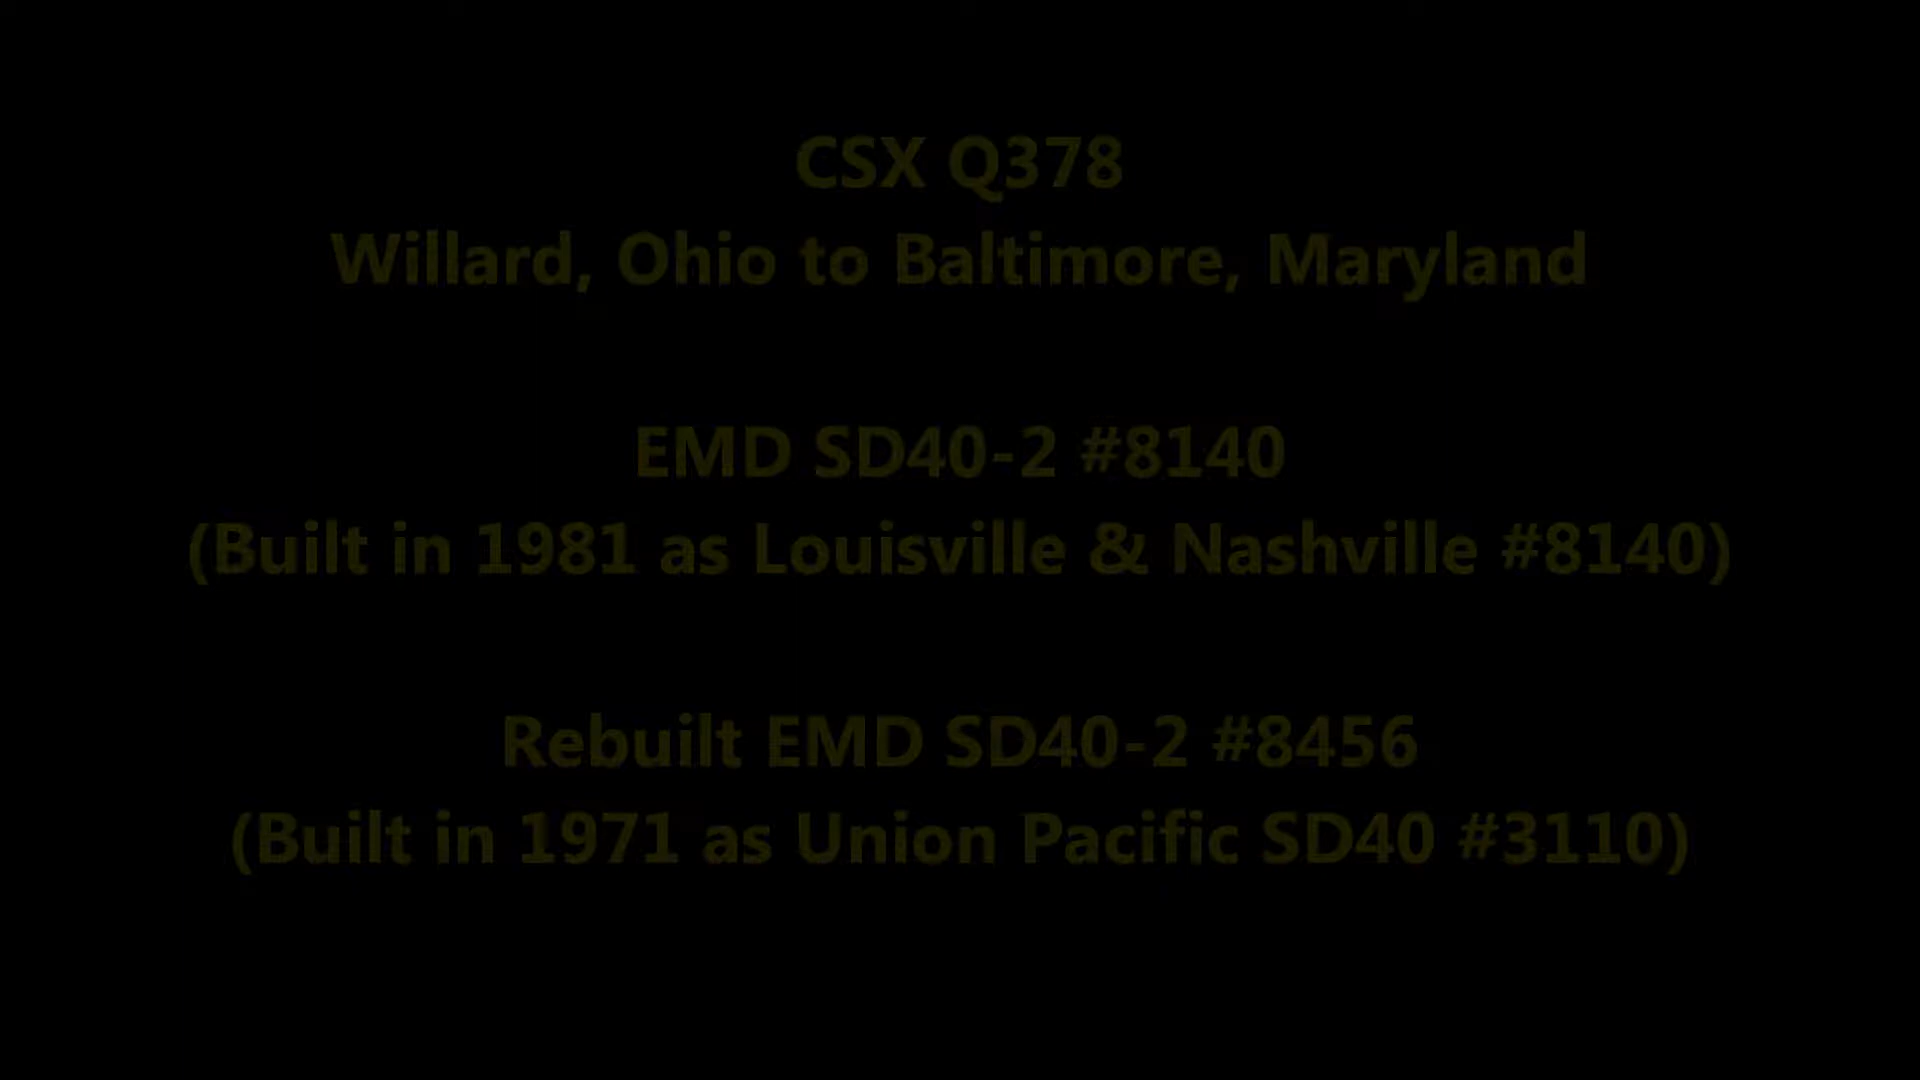 CSX Q378
Willard, Ohio to Baltimore, Maryland
EMD SD40-2 #8140
(Built in 1981 as Louisville & Nashville #8140)
Rebuilt EMD SD40-2 #8456
(Built in 1971 as Union Pacific SD40 #3110)